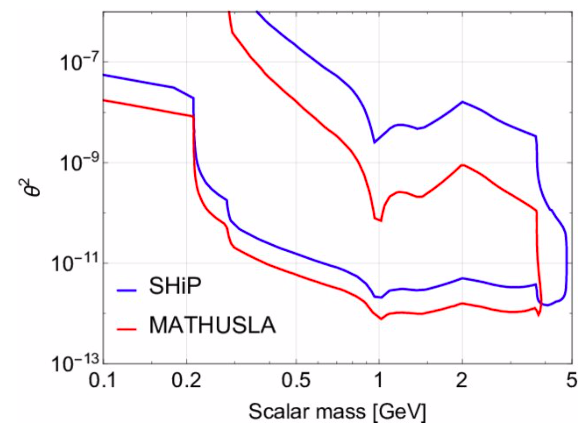 10⁻⁷
10⁻⁹
10⁻¹¹
10⁻¹³
θ²
SHiP
MATHUSLA
0.1 0.2 0.5 1 2 5
Scalar mass [GeV]